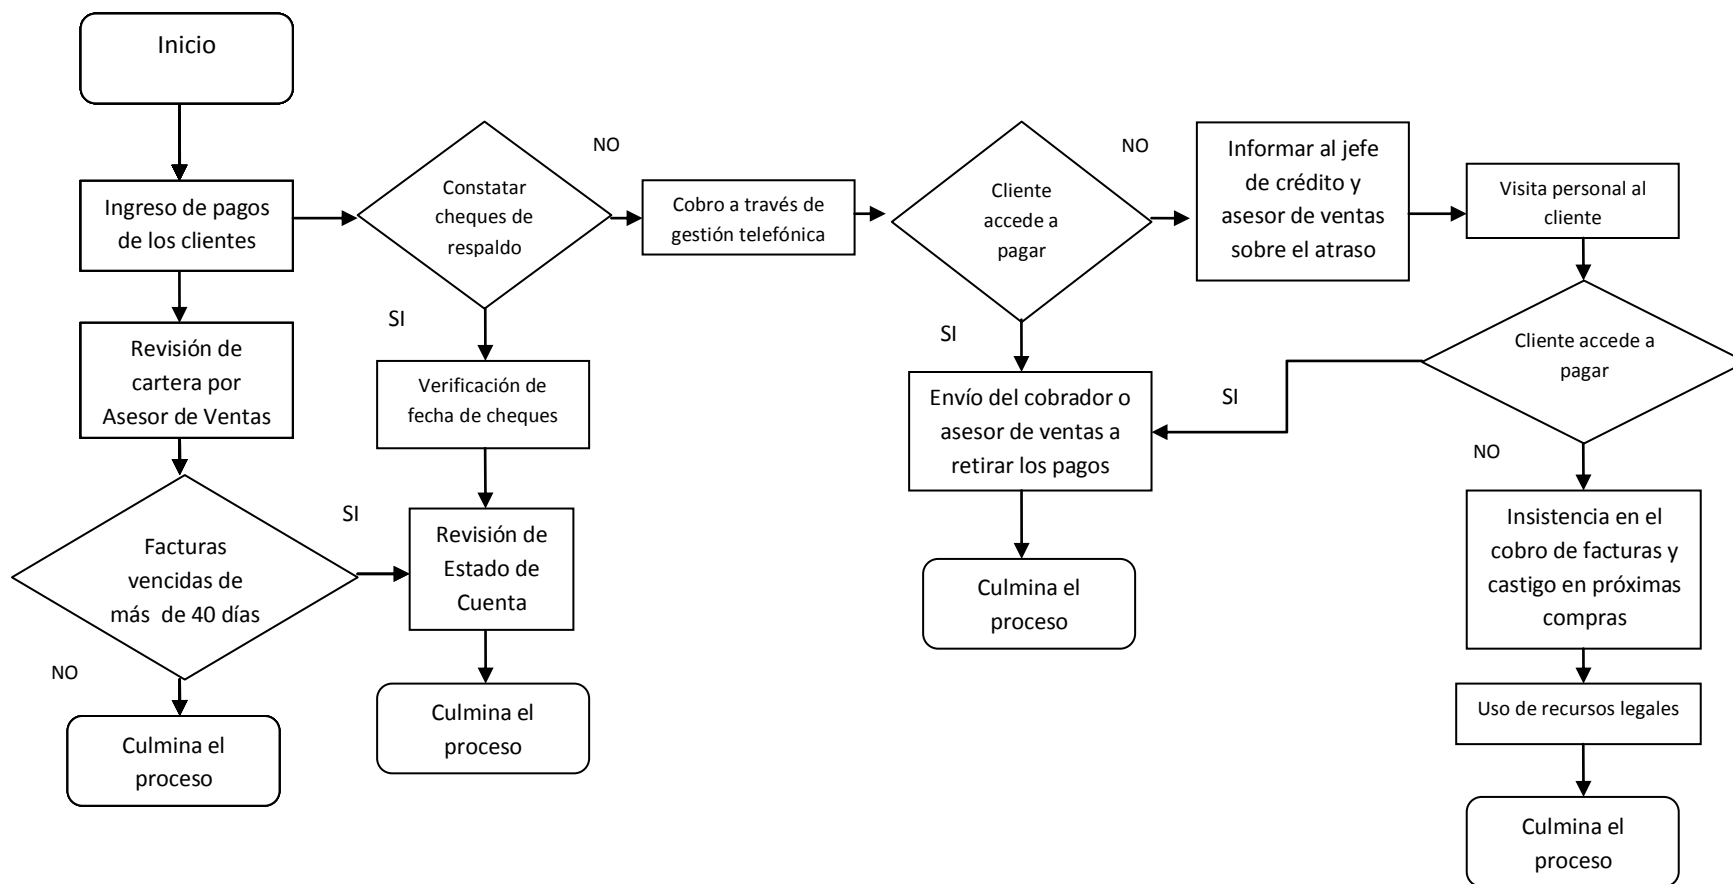 Inicio
Ingreso de pagos
de los clientes
Revisión de
cartera por
Asesor de Ventas
Facturas
vencidas de
más de 40 días
SI
NO
Culmina el
proceso
Constatar
cheques de
respaldo
NO
SI
Verificación de
fecha de cheques
Revisión de
Estado de
Cuenta
Culmina el
proceso
Cobro a través de
gestión telefónica
Cliente
accede a
pagar
NO
SI
Envío del cobrador o
asesor de ventas a
retirar los pagos
Culmina el
proceso
Informar al jefe
de crédito y
asesor de ventas
sobre el atraso
Visita personal al
cliente
Cliente accede a
pagar
SI
NO
Insistencia en el
cobro de facturas y
castigo en próximas
compras
Uso de recursos legales
Culmina el
proceso